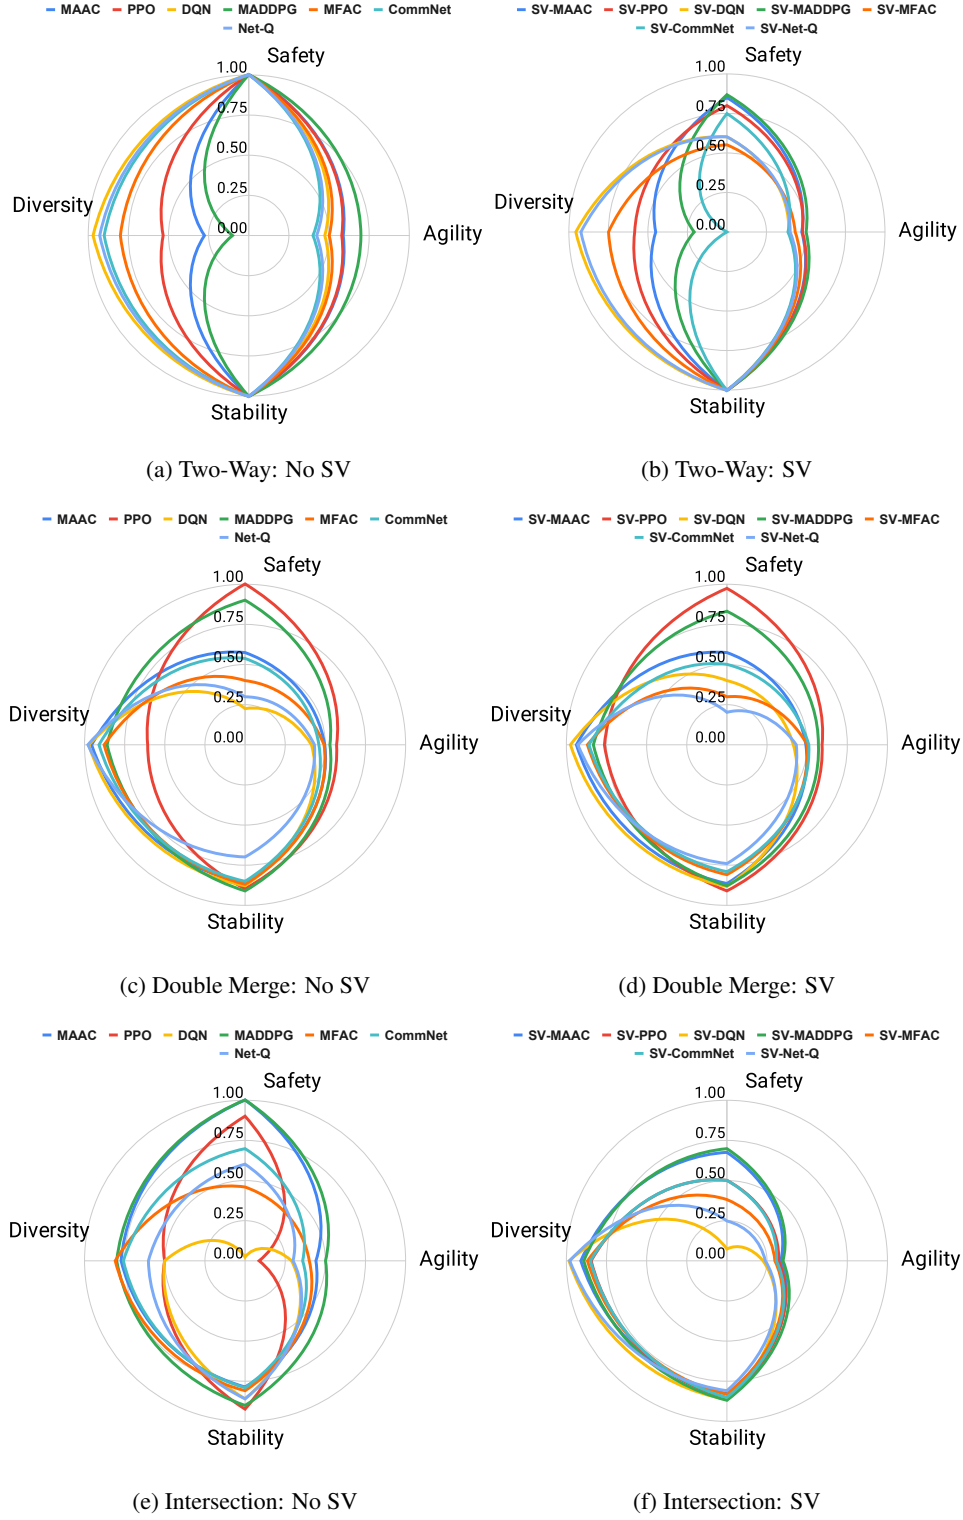 MAAC PPO DQN MADDPG MFAC CommNet
Net-Q
Safety
1.00
0.75
0.50
0.25
0.00
Diversity
Agility
Stability
(a) Two-Way: No SV
SV-MAAC SV-PPO SV-DQN SV-MADDPG SV-MFAC
SV-CommNet SV-Net-Q
Safety
1.00
0.75
0.50
0.25
0.00
Diversity
Agility
Stability
(b) Two-Way: SV
MAAC PPO DQN MADDPG MFAC CommNet
Net-Q
Safety
1.00
0.75
0.50
0.25
0.00
Diversity
Agility
Stability
(c) Double Merge: No SV
SV-MAAC SV-PPO SV-DQN SV-MADDPG SV-MFAC
SV-CommNet SV-Net-Q
Safety
1.00
0.75
0.50
0.25
0.00
Diversity
Agility
Stability
(d) Double Merge: SV
MAAC PPO DQN MADDPG MFAC CommNet
Net-Q
Safety
1.00
0.75
0.50
0.25
0.00
Diversity
Agility
Stability
(e) Intersection: No SV
SV-MAAC SV-PPO SV-DQN SV-MADDPG SV-MFAC
SV-CommNet SV-Net-Q
Safety
1.00
0.75
0.50
0.25
0.00
Diversity
Agility
Stability
(f) Intersection: SV